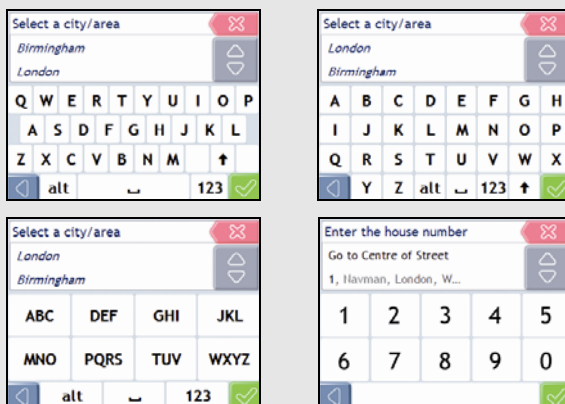 Select a city/area
Birmingham
London
Q W E R T Y U I O P
A S D F G H J K L
Z X C V B N M
alt 123
Select a city/area
London
Birmingham
A B C D E F G H
I J K L M N O P
Q R S T U V W X
Y Z alt 123
Select a city/area
London
Birmingham
ABC DEF GHI JKL
MNO PQRS TUV WXYZ
alt 123
Enter the house number
Go to Centre of Street
1, Navman, London, W...
1 2 3 4 5
6 7 8 9 0